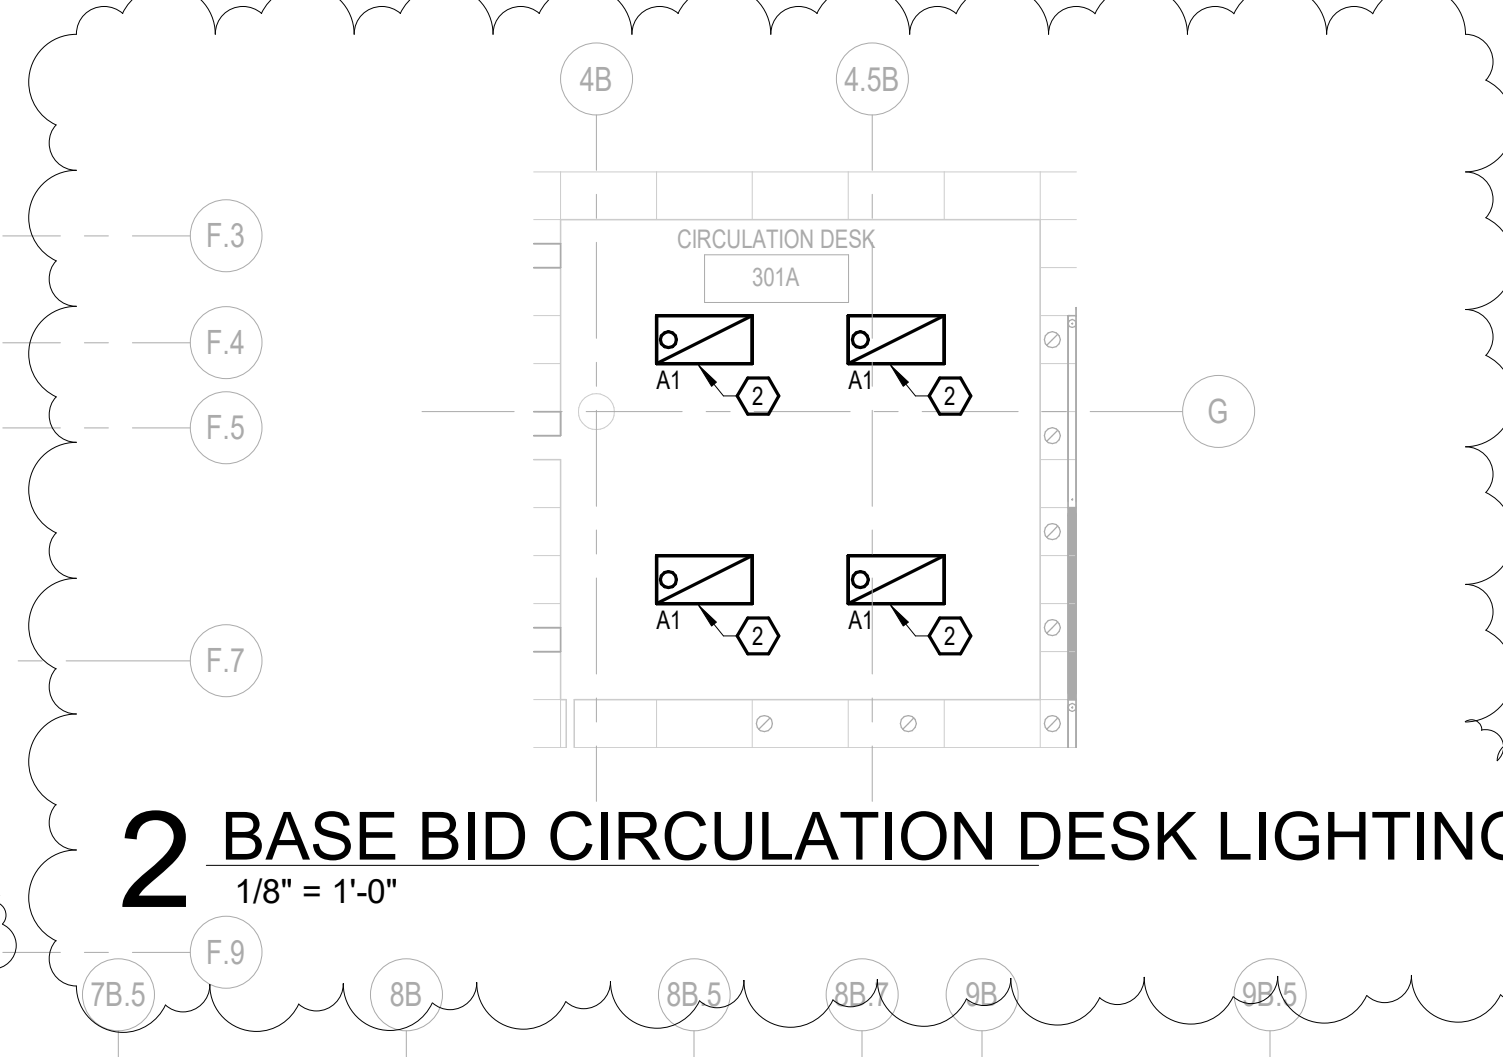 4B
4.5B
F.3
CIRCULATION DESK
301A
F.4
A1
2
A1
2
F.5
G
A1
2
A1
2
F.7
2 BASE BID CIRCULATION DESK LIGHTING
1/8" = 1'-0"
F.9
7B.5
8B
8B.5
8B.7
9B
9B.5